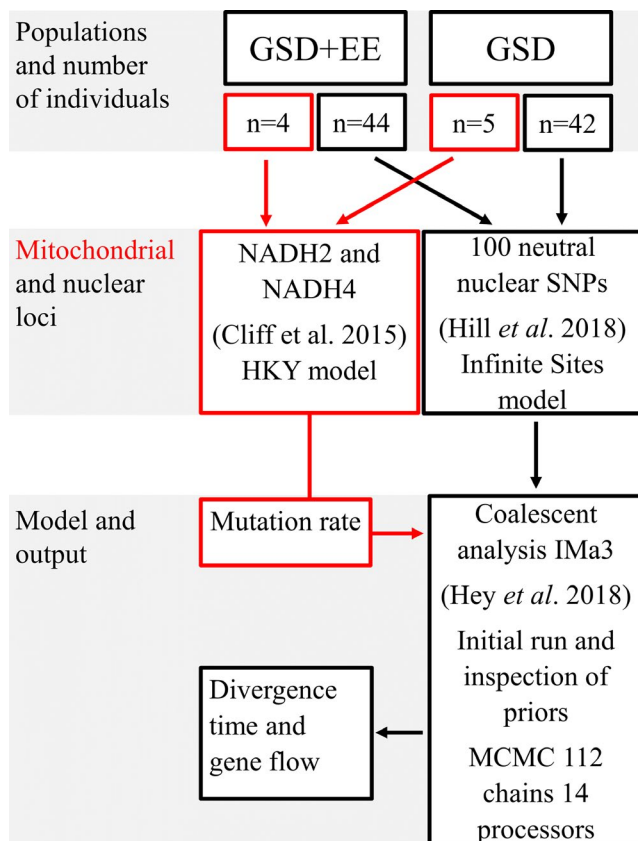 Populations
and number
of individuals
GSD+EE
GSD
n=4
n=44
n=5
n=42
Mitochondrial
and nuclear
loci
NADH2 and
NADH4
(Cliff et al. 2015)
HKY model
100 neutral
nuclear SNPs
(Hill et al. 2018)
Infinite Sites
model
Model and
output
Mutation rate
Coalescent
analysis IMa3
(Hey et al. 2018)
Initial run and
inspection of
priors
MCMC 112
chains 14
processors
Divergence
time and
gene flow